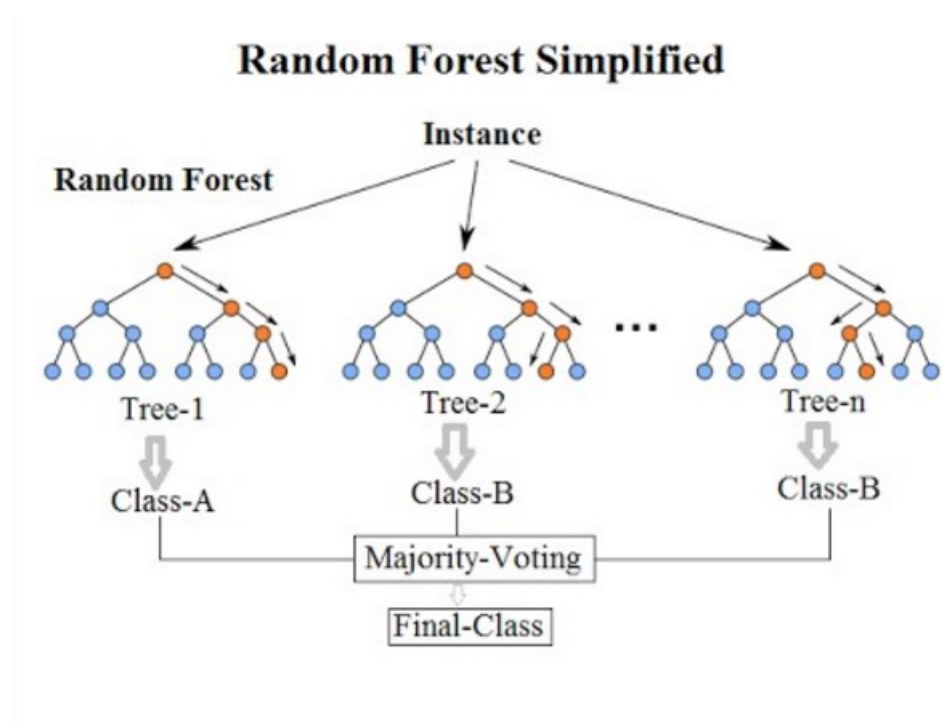 Random Forest Simplified
Instance
Random Forest
...
Tree-1
Tree-2
Tree-n
Class-A
Class-B
Class-B
Majority-Voting
Final-Class